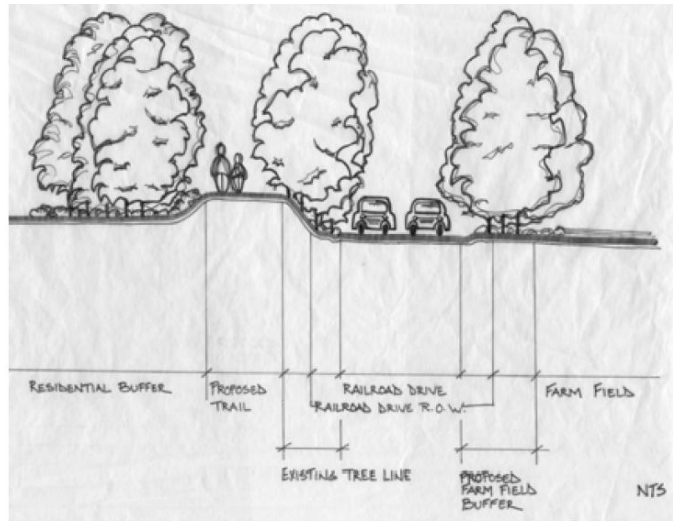 RESIDENTIAL BUFFER
PROPOSED
TRAIL
RAILROAD DRIVE
RAILROAD DRIVE R.O.W.
FARM FIELD
EXISTING TREE LINE
PROPOSED
FARM FIELD
BUFFER
NTS